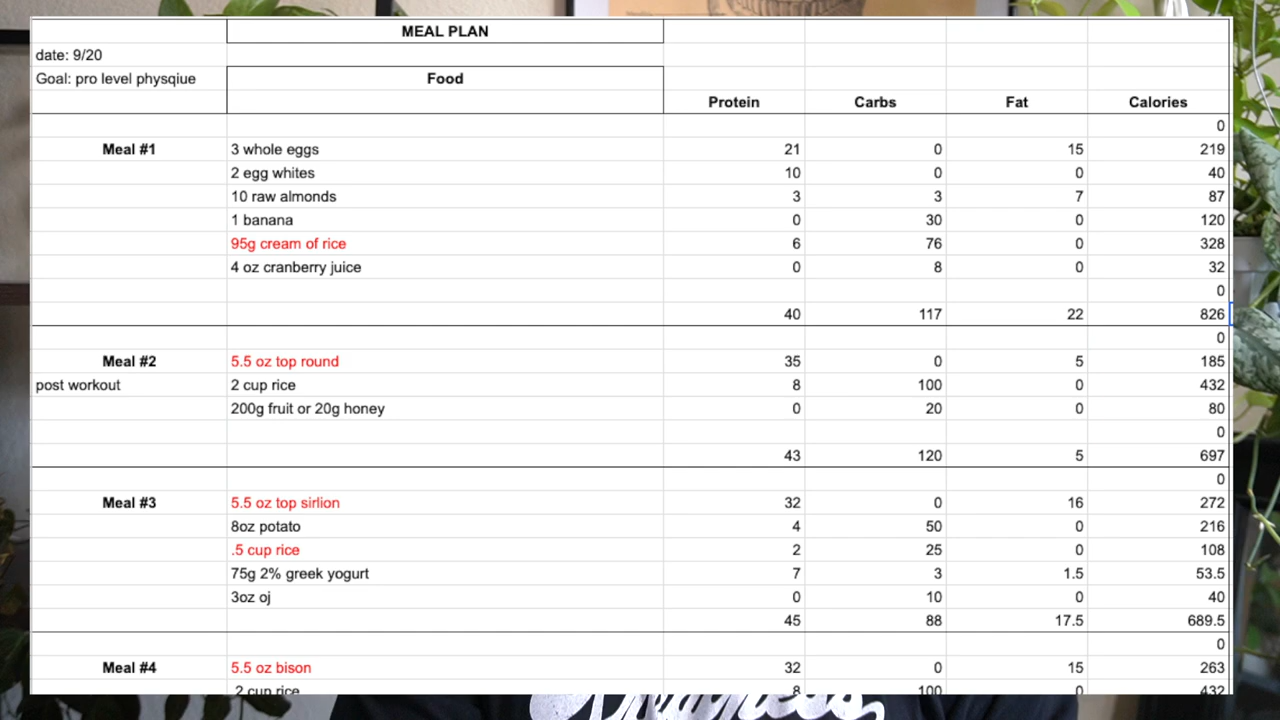 MEAL PLAN
date: 9/20
Goal: pro level physqiue Food
Protein Carbs Fat Calories
0
Meal #1 3 whole eggs 21 0 15 219
2 egg whites 10 0 0 40
10 raw almonds 3 3 7 87
1 banana 0 30 0 120
95g cream of rice 6 76 0 328
4 oz cranberry juice 0 8 0 32
0
40 117 22 826
0
Meal #2 5.5 oz top round 35 0 5 185
post workout 2 cup rice 8 100 0 432
200g fruit or 20g honey 0 20 0 80
0
43 120 5 697
0
Meal #3 5.5 oz top sirlion 32 0 16 272
8oz potato 4 50 0 216
.5 cup rice 2 25 0 108
75g 2% greek yogurt 7 3 1.5 53.5
3oz oj 0 10 0 40
45 88 17.5 689.5
0
Meal #4 5.5 oz bison 32 0 15 263
2 cup rice 8 100 0 432